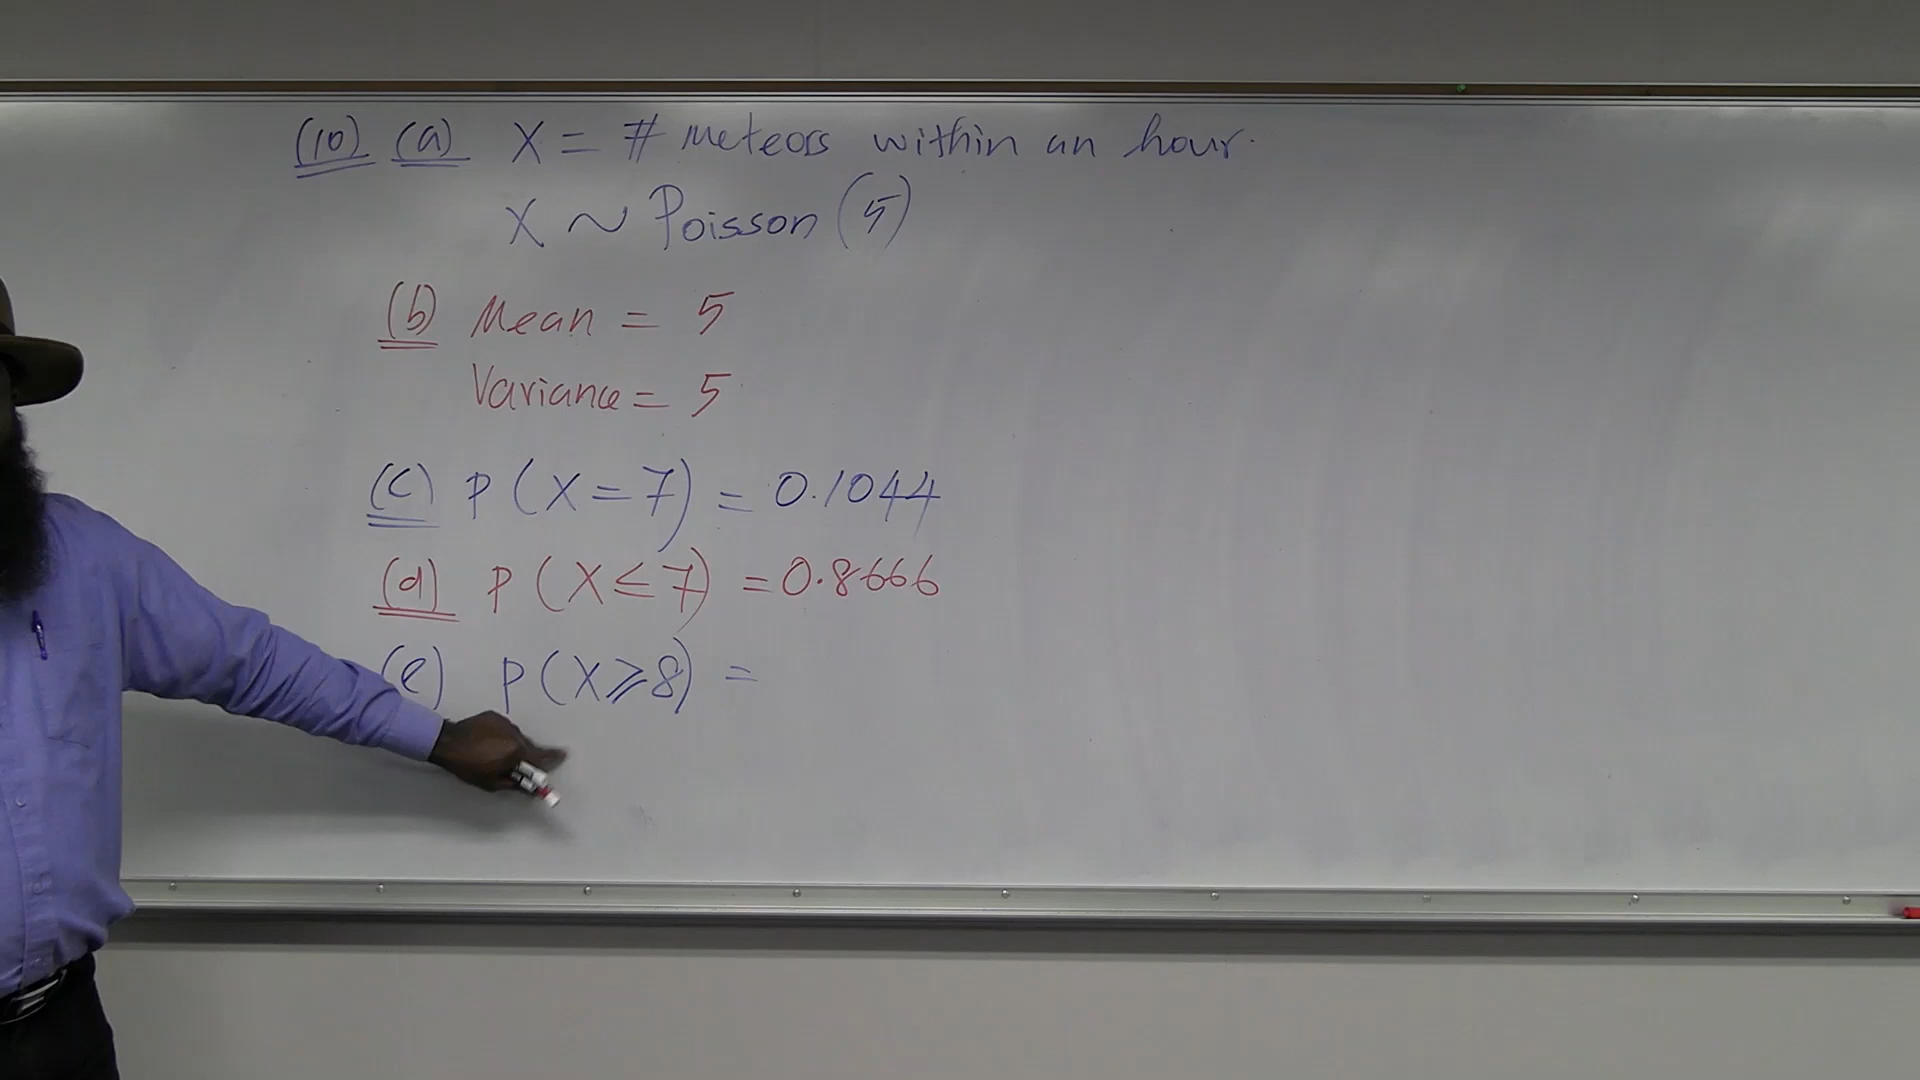 (10) (a) X = # Meteors within an hour.
X ~ Poisson (5)
(b) Mean = 5
Variance = 5
(c) P(X=7) = 0.1044
(d) P(X≤7) = 0.8666
(e) P(X⩾8) =